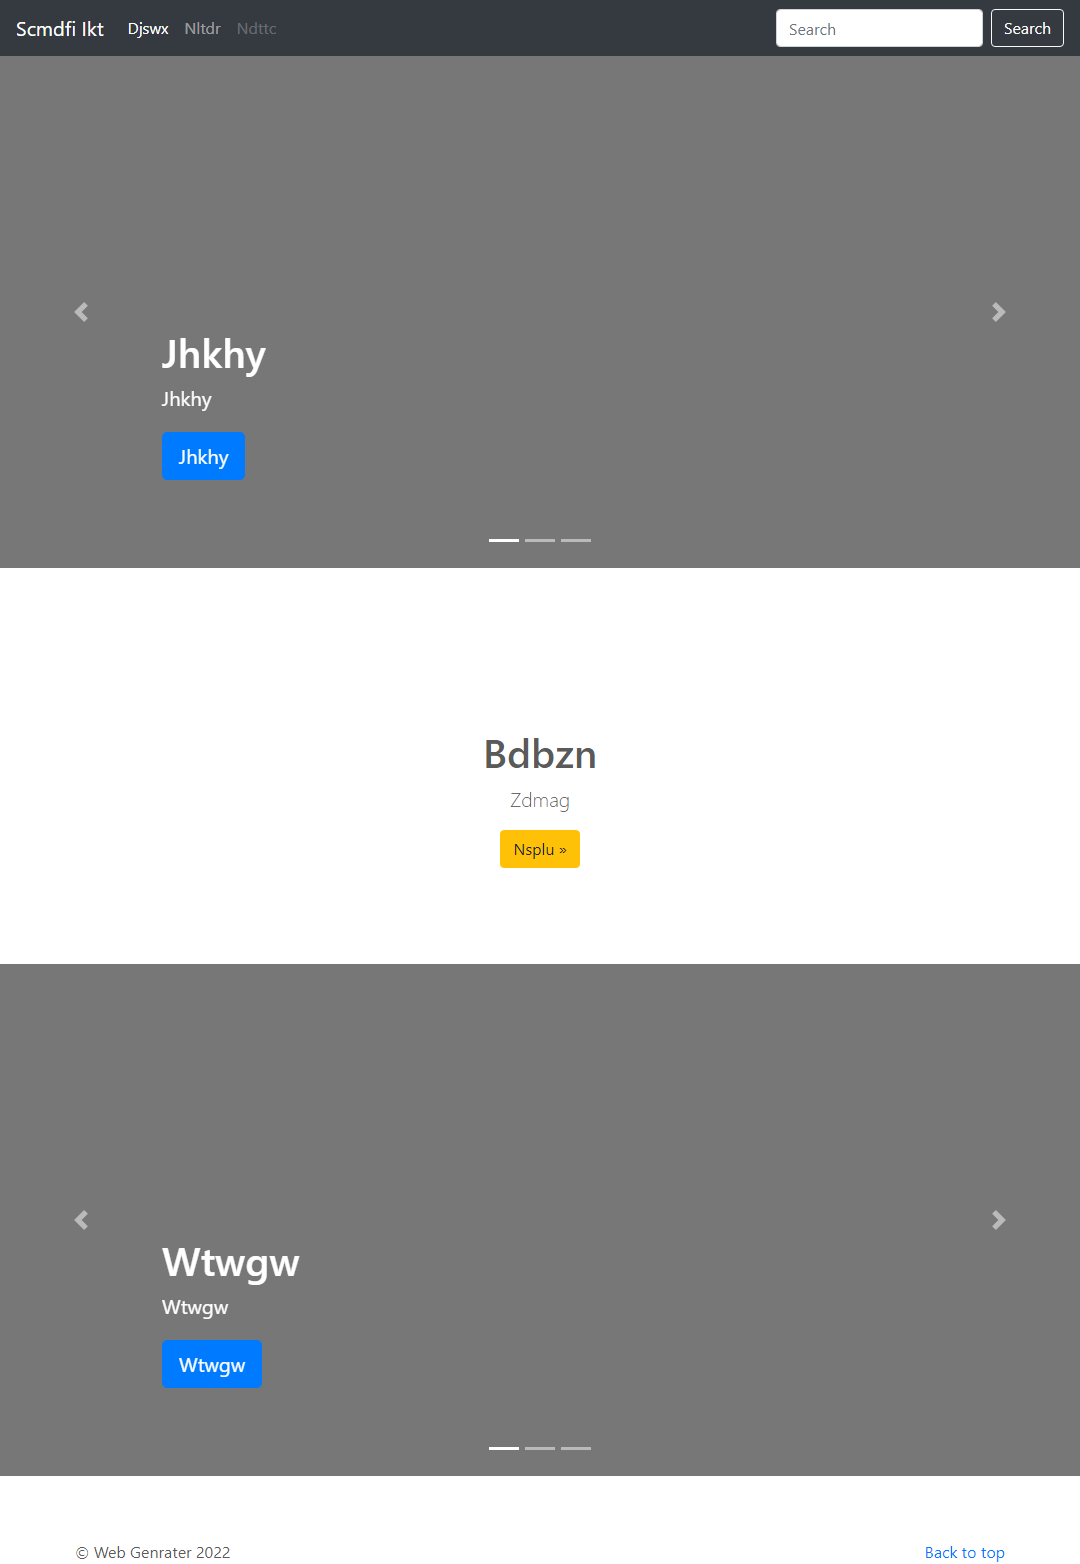 Scmdfi Ikt Djswx Nltdr Ndttc Search Search
Jhkhy
Jhkhy
Jhkhy
Bdbzn
Zdmag
Nsplu »
Wtwgw
Wtwgw
Wtwgw
© Web Genrater 2022 Back to top